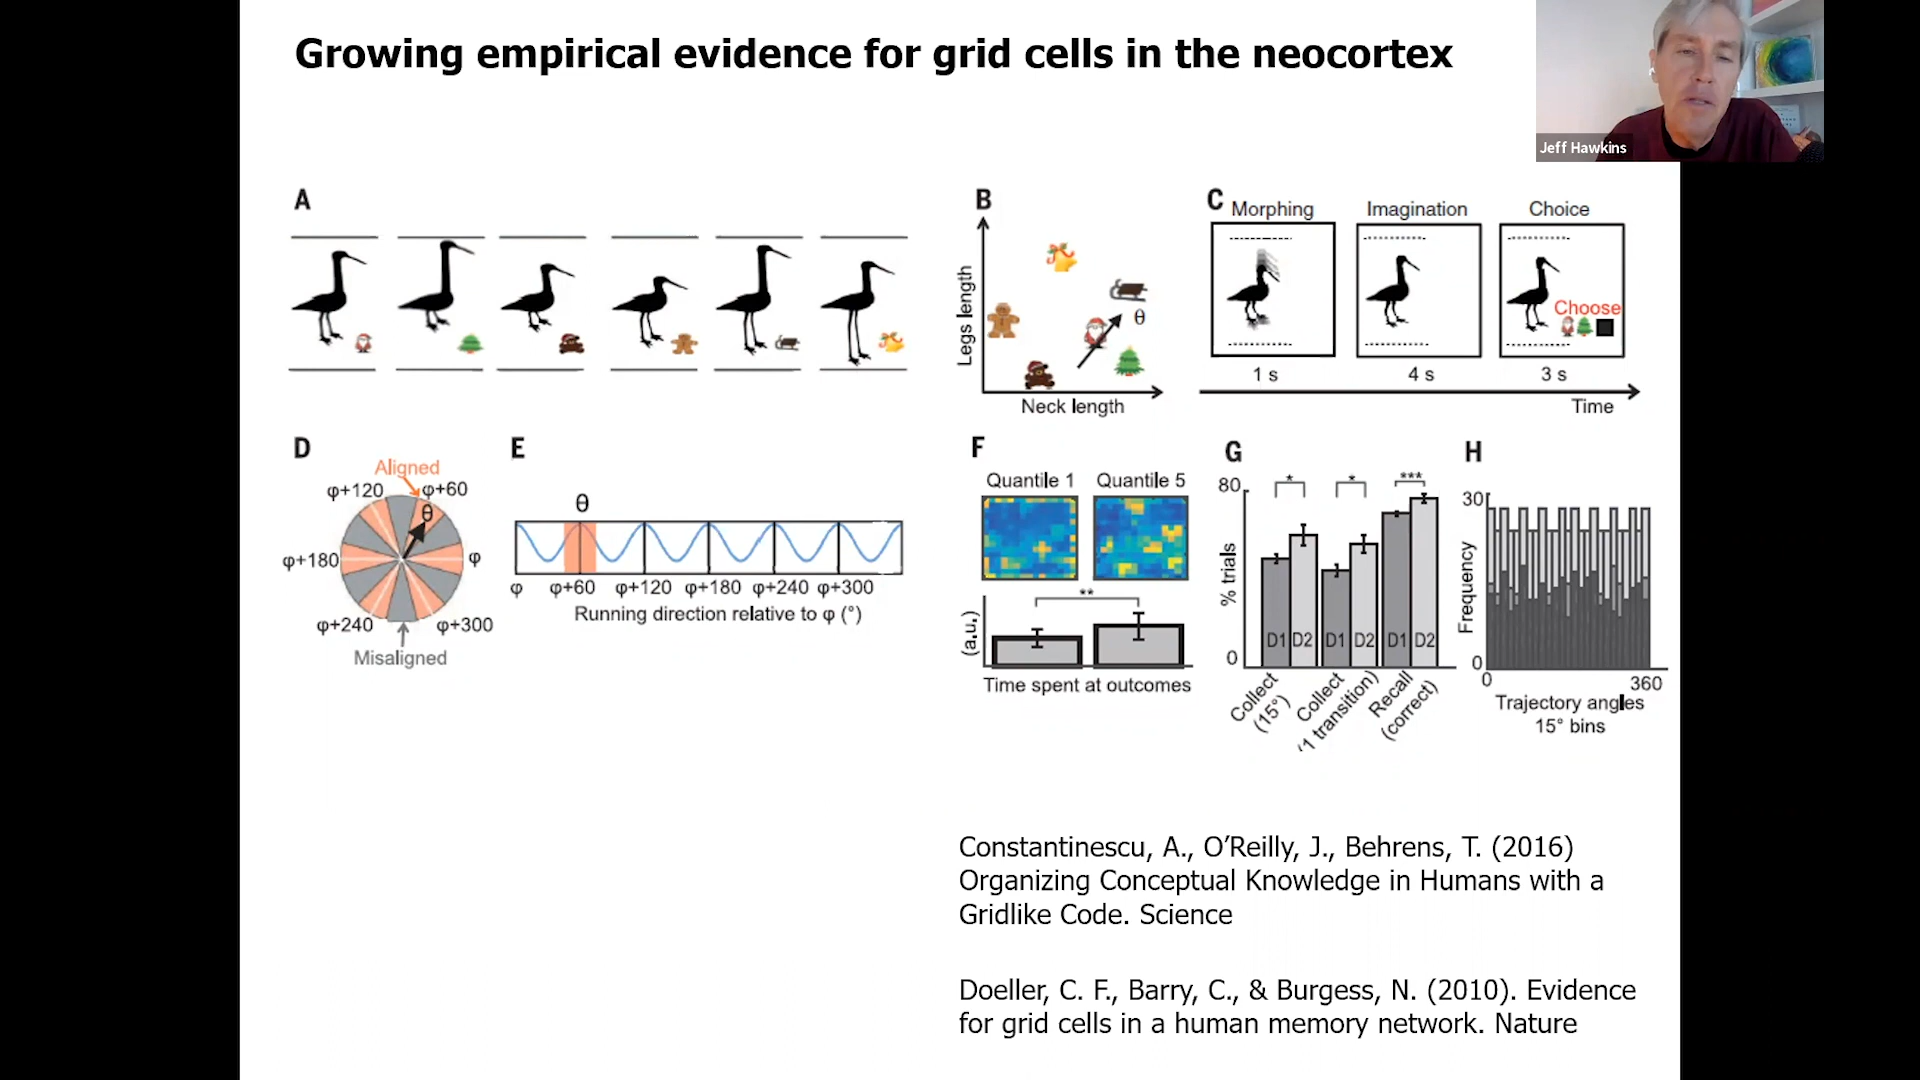 Growing empirical evidence for grid cells in the neocortex
Jeff Hawkins
A
B
Legs length
θ
Neck length
C
Morphing
Imagination
Choice
Choose
1 s
4 s
3 s
Time
D
Aligned
φ+120
φ+60
θ
φ+180
φ
φ+240
φ+300
Misaligned
E
θ
φ
φ+60
φ+120
φ+180
φ+240
φ+300
Running direction relative to φ (°)
F
Quantile 1
Quantile 5
**
(a.u.)
Time spent at outcomes
G
80
% trials
0
*
*
***
D1
D2
D1
D2
D1
D2
Collect
(15°)
Collect
(1 transition)
Recall
(correct)
H
30
Frequency
0
0
360
Trajectory angles
15° bins
Constantinescu, A., O’Reilly, J., Behrens, T. (2016)
Organizing Conceptual Knowledge in Humans with a
Gridlike Code. Science
Doeller, C. F., Barry, C., & Burgess, N. (2010). Evidence
for grid cells in a human memory network. Nature